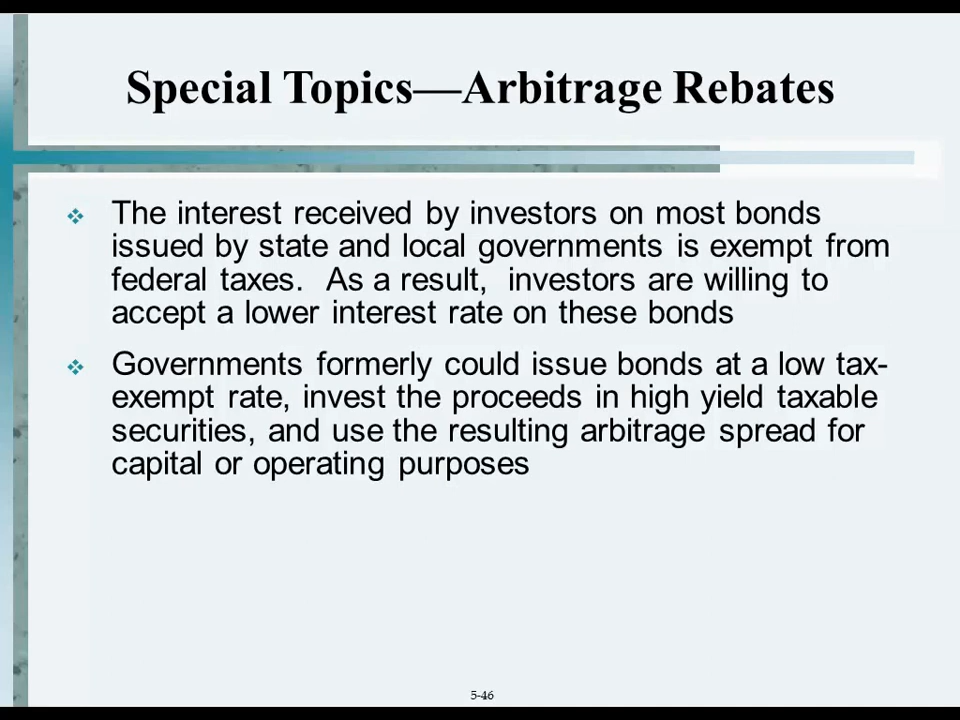 Special Topics—Arbitrage Rebates
The interest received by investors on most bonds
issued by state and local governments is exempt from
federal taxes.  As a result,  investors are willing to
accept a lower interest rate on these bonds
Governments formerly could issue bonds at a low tax-
exempt rate, invest the proceeds in high yield taxable
securities, and use the resulting arbitrage spread for
capital or operating purposes
5-46